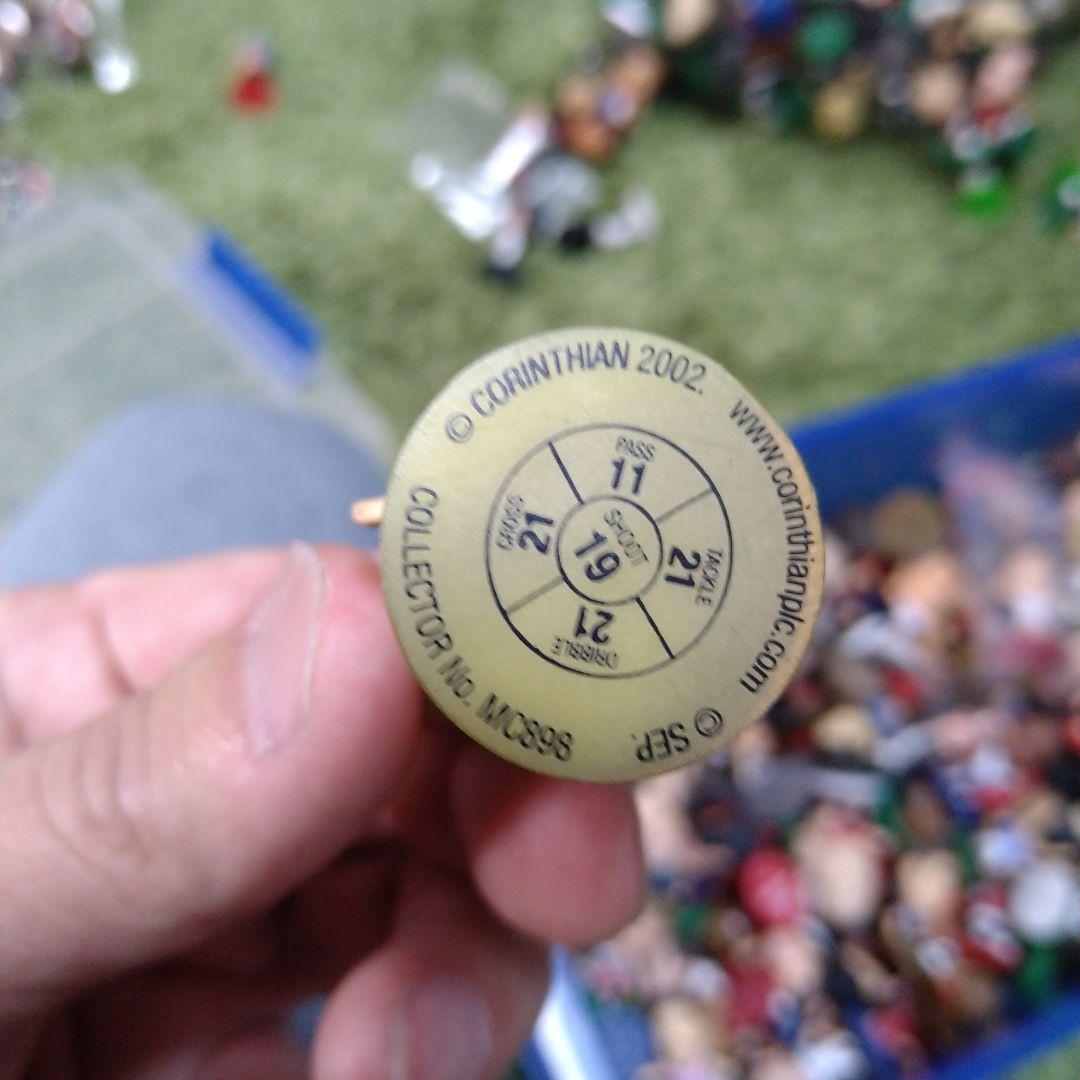 © CORINTHIAN 2002.
www.corinthianplc.com
© SEP.
COLLECTOR No. MC898
PASS
11
TACKLE
21
DRIBBLE
21
CROSS
21
SHOOT
19